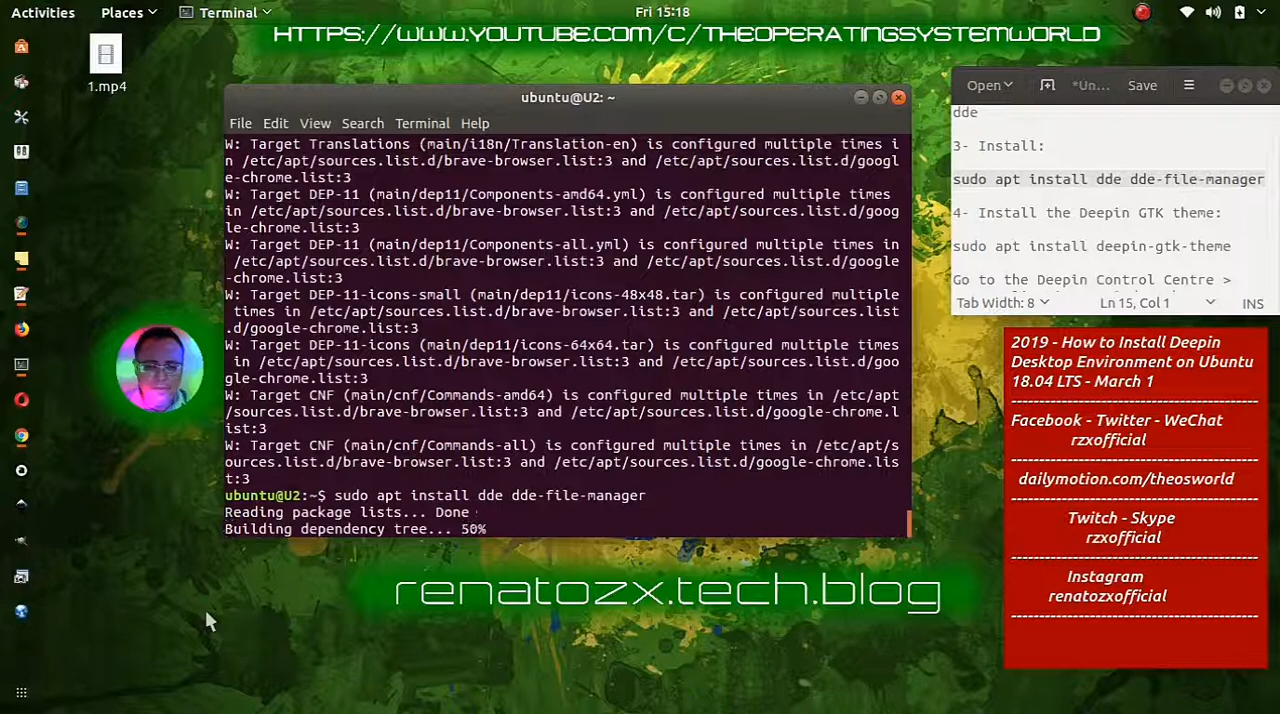 Activities Places Terminal Fri 15:18
HTTPS://WWW.YOUTUBE.COM/C/THEOPERATINGSYSTEMWORLD
1.mp4
ubuntu@U2: ~
File Edit View Search Terminal Help
W: Target Translations (main/i18n/Translation-en) is configured multiple times i
n /etc/apt/sources.list.d/brave-browser.list:3 and /etc/apt/sources.list.d/googl
e-chrome.list:3
W: Target DEP-11 (main/dep11/Components-amd64.yml) is configured multiple times
in /etc/apt/sources.list.d/brave-browser.list:3 and /etc/apt/sources.list.d/goog
le-chrome.list:3
W: Target DEP-11 (main/dep11/Components-all.yml) is configured multiple times in
/etc/apt/sources.list.d/brave-browser.list:3 and /etc/apt/sources.list.d/google
-chrome.list:3
W: Target DEP-11-icons-small (main/dep11/icons-48x48.tar) is configured multiple
times in /etc/apt/sources.list.d/brave-browser.list:3 and /etc/apt/sources.list
.d/google-chrome.list:3
W: Target DEP-11-icons (main/dep11/icons-64x64.tar) is configured multiple times
in /etc/apt/sources.list.d/brave-browser.list:3 and /etc/apt/sources.list.d/goo
gle-chrome.list:3
W: Target CNF (main/cnf/Commands-amd64) is configured multiple times in /etc/apt
/sources.list.d/brave-browser.list:3 and /etc/apt/sources.list.d/google-chrome.l
ist:3
W: Target CNF (main/cnf/Commands-all) is configured multiple times in /etc/apt/s
ources.list.d/brave-browser.list:3 and /etc/apt/sources.list.d/google-chrome.lis
t:3
ubuntu@U2:~$ sudo apt install dde dde-file-manager
Reading package lists... Done
Building dependency tree... 50%
Open *Un... Save
dde
3- Install:
sudo apt install dde dde-file-manager
4- Install the Deepin GTK theme:
sudo apt install deepin-gtk-theme
Go to the Deepin Control Centre >
Tab Width: 8 Ln 15, Col 1 INS
2019 - How to Install Deepin
Desktop Environment on Ubuntu
18.04 LTS - March 1
Facebook - Twitter - WeChat
rzxofficial
dailymotion.com/theosworld
Twitch - Skype
rzxofficial
Instagram
renatozxofficial
renatozx.tech.blog